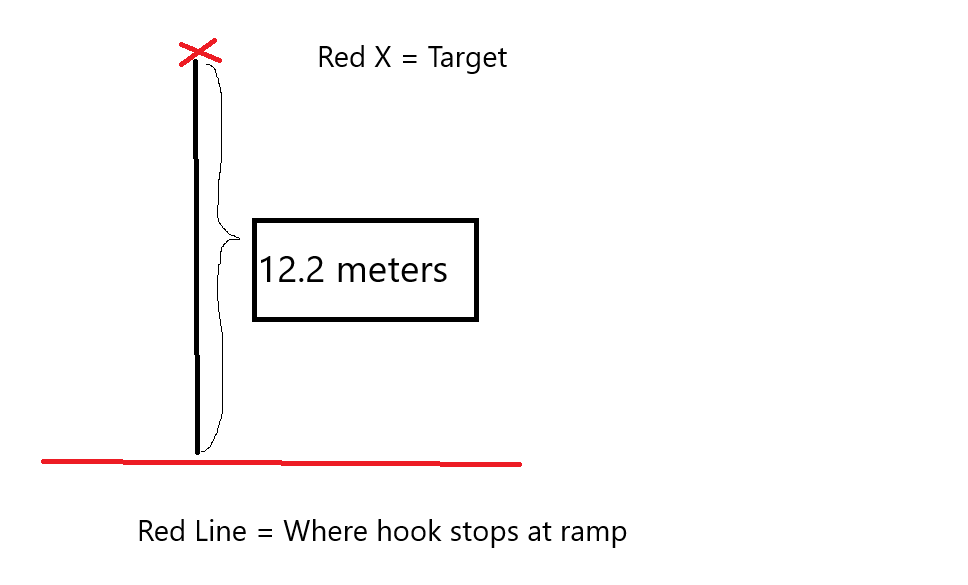 Red X = Target
12.2 meters
Red Line = Where hook stops at ramp